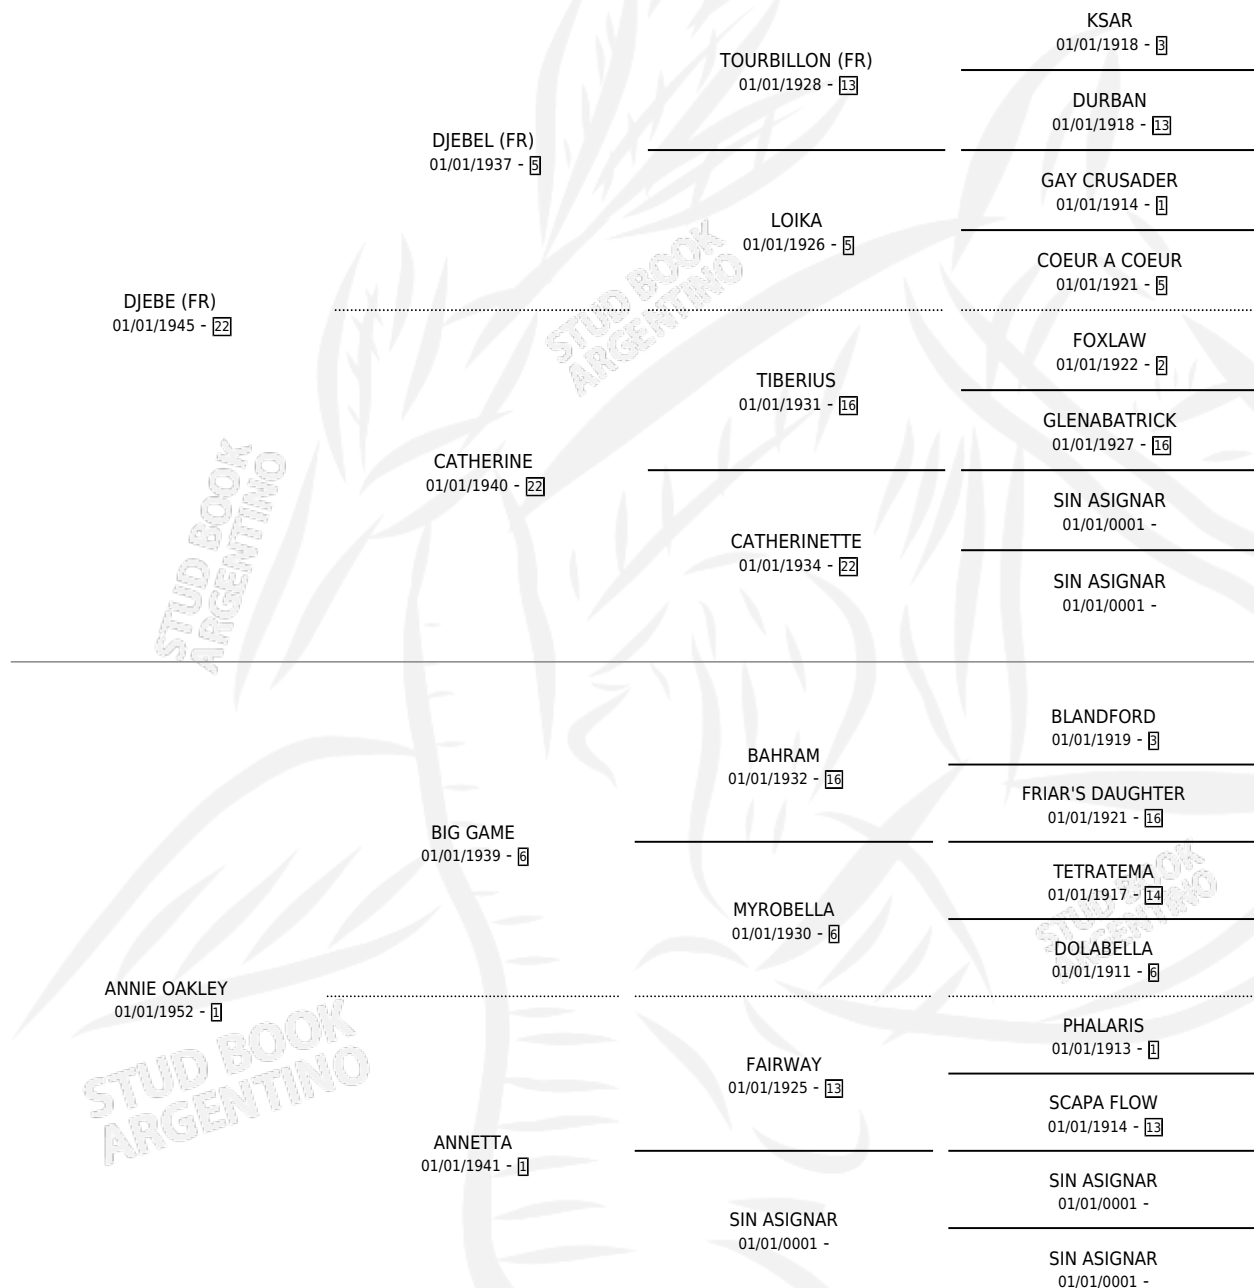 KSAR
01/01/1918 - 3
TOURBILLON (FR)
01/01/1928 - 13
DURBAN
01/01/1918 - 13
DJEBEL (FR)
01/01/1937 - 5
GAY CRUSADER
01/01/1914 - 1
LOIKA
01/01/1926 - 5
COEUR A COEUR
01/01/1921 - 5
DJEBE (FR)
01/01/1945 - 22
FOXLAW
01/01/1922 - 2
TIBERIUS
01/01/1931 - 16
GLENABATRICK
01/01/1927 - 16
CATHERINE
01/01/1940 - 22
SIN ASIGNAR
01/01/0001 -
CATHERINETTE
01/01/1934 - 22
SIN ASIGNAR
01/01/0001 -
BLANDFORD
01/01/1919 - 3
BAHRAM
01/01/1932 - 16
FRIAR'S DAUGHTER
01/01/1921 - 16
BIG GAME
01/01/1939 - 6
TETRATEMA
01/01/1917 - 14
MYROBELLA
01/01/1930 - 6
DOLABELLA
01/01/1911 - 6
ANNIE OAKLEY
01/01/1952 - 1
PHALARIS
01/01/1913 - 1
FAIRWAY
01/01/1925 - 13
SCAPA FLOW
01/01/1914 - 13
ANNETTA
01/01/1941 - 1
SIN ASIGNAR
01/01/0001 -
SIN ASIGNAR
01/01/0001 -
SIN ASIGNAR
01/01/0001 -
STUD BOOK
ARGENTINO
STUD BOOK
ARGENTINO
STUD BOOK
ARGENTINO
STUD BOOK
ARGENTINO